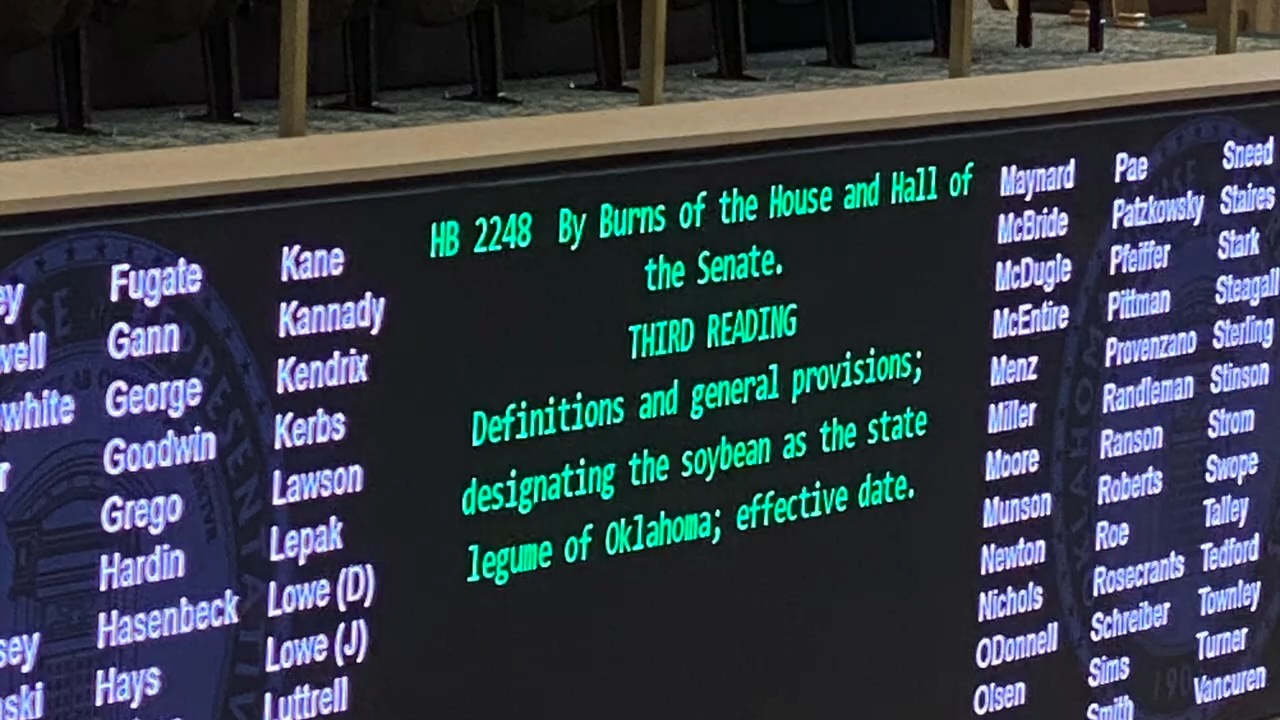 HB 2248 By Burns of the House and Hall of
the Senate.
THIRD READING
Definitions and general provisions;
designating the soybean as the state
legume of Oklahoma; effective date.
Fugate
Gann
George
Goodwin
Grego
Hardin
Hasenbeck
Hays
Kane
Kannady
Kendrix
Kerbs
Lawson
Lepak
Lowe (D)
Lowe (J)
Luttrell
Maynard
McBride
McDugle
McEntire
Menz
Miller
Moore
Munson
Newton
Nichols
ODonnell
Olsen
Pae
Patzkowsky
Pfeiffer
Pittman
Provenzano
Randleman
Ranson
Roberts
Roe
Rosecrants
Schreiber
Sims
Smith
Sneed
Staires
Stark
Steagall
Sterling
Stinson
Strom
Swope
Talley
Tedford
Townley
Turner
Vancuren